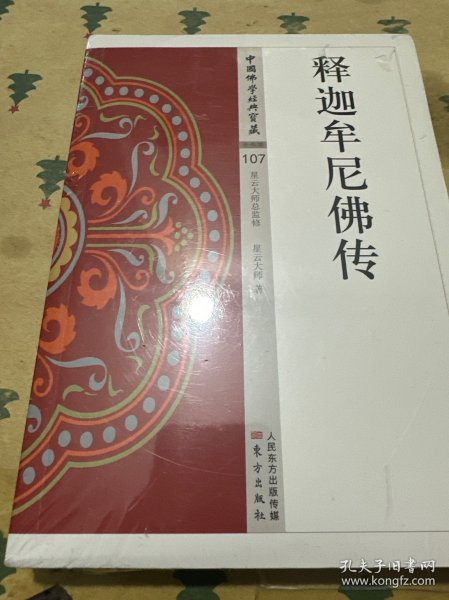 释迦牟尼佛传
中國佛学经典寶藏
107
星云大师总监修
星云大师 著
人民东方出版传媒
東方出版社
孔夫子旧书网
www.kongfz.com